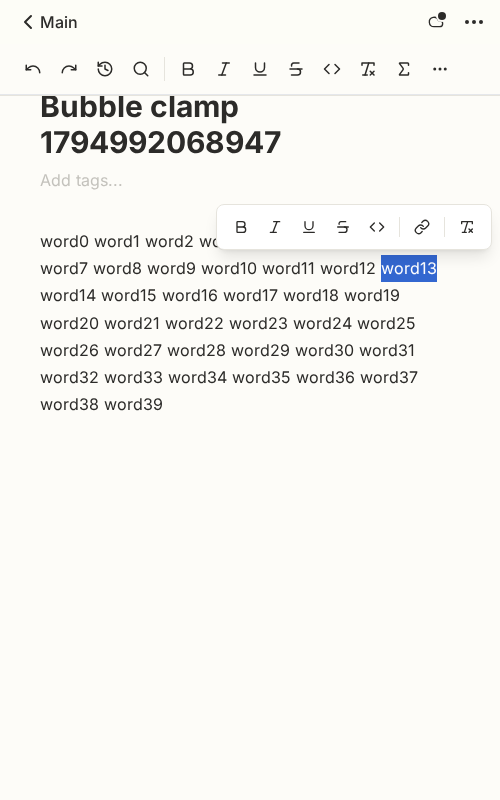 Main
Bubble clamp
1794992068947
Add tags...
word0 word1 word2
word7 word8 word9 word10 word11 word12 word13
word14 word15 word16 word17 word18 word19
word20 word21 word22 word23 word24 word25
word26 word27 word28 word29 word30 word31
word32 word33 word34 word35 word36 word37
word38 word39